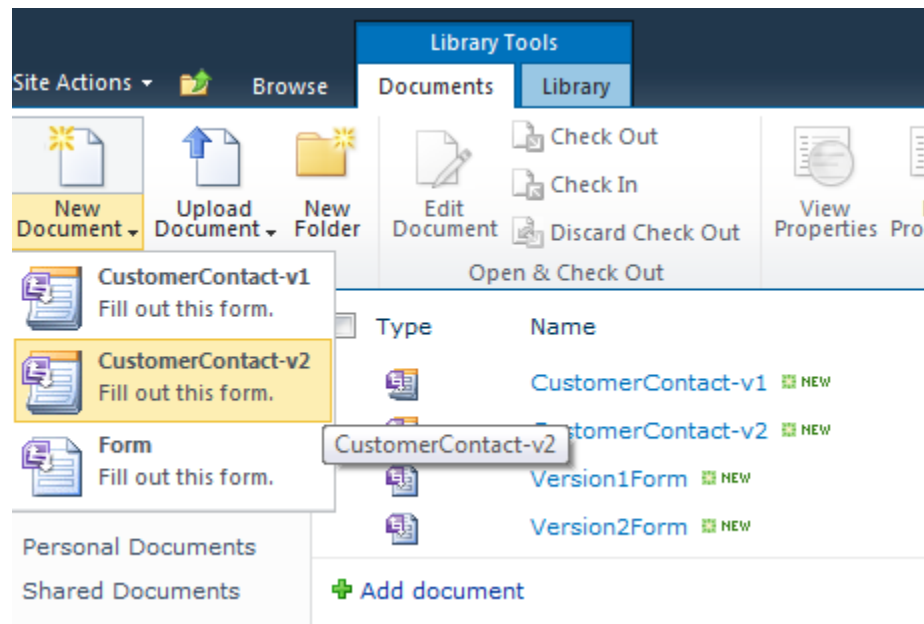 Library Tools
Site Actions
Browse
Documents
Library
New
Document
Upload
Document
New
Folder
Edit
Document
Check Out
Check In
Discard Check Out
View
Properties
Pro
Open & Check Out
CustomerContact-v1
Fill out this form.
CustomerContact-v2
Fill out this form.
Form
Fill out this form.
Type
Name
CustomerContact-v1 NEW
stomerContact-v2 NEW
CustomerContact-v2
Version1Form NEW
Version2Form NEW
Personal Documents
Shared Documents
Add document